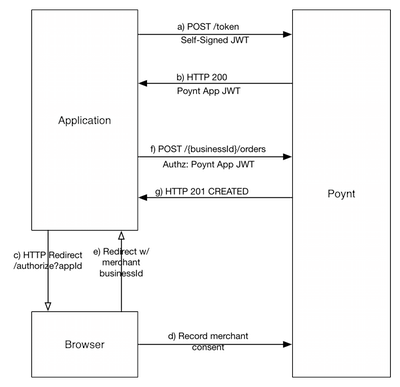 a) POST /token
Self-Signed JWT
b) HTTP 200
Poynt App JWT
Application
f) POST /{businessId}/orders
Authz: Poynt App JWT
g) HTTP 201 CREATED
Poynt
c) HTTP Redirect
/authorize?appId
e) Redirect w/
merchant
businessId
d) Record merchant
consent
Browser